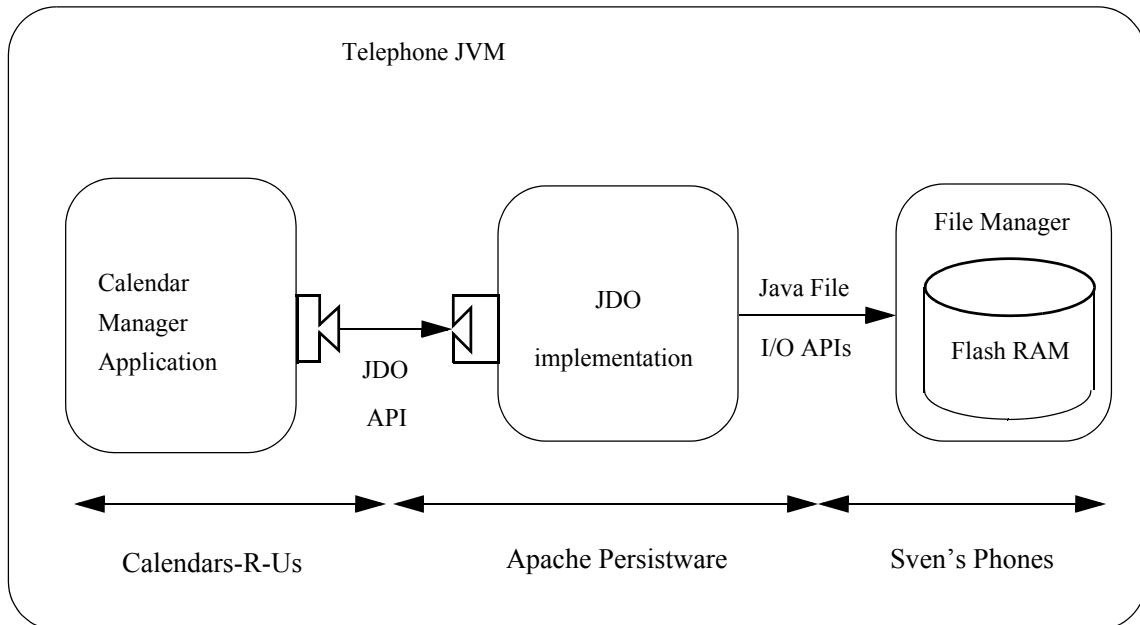 Telephone JVM
Calendar
Manager
Application
JDO
API
JDO
implementation
Java File
I/O APIs
File Manager
Flash RAM
Calendars-R-Us
Apache Persistware
Sven’s Phones